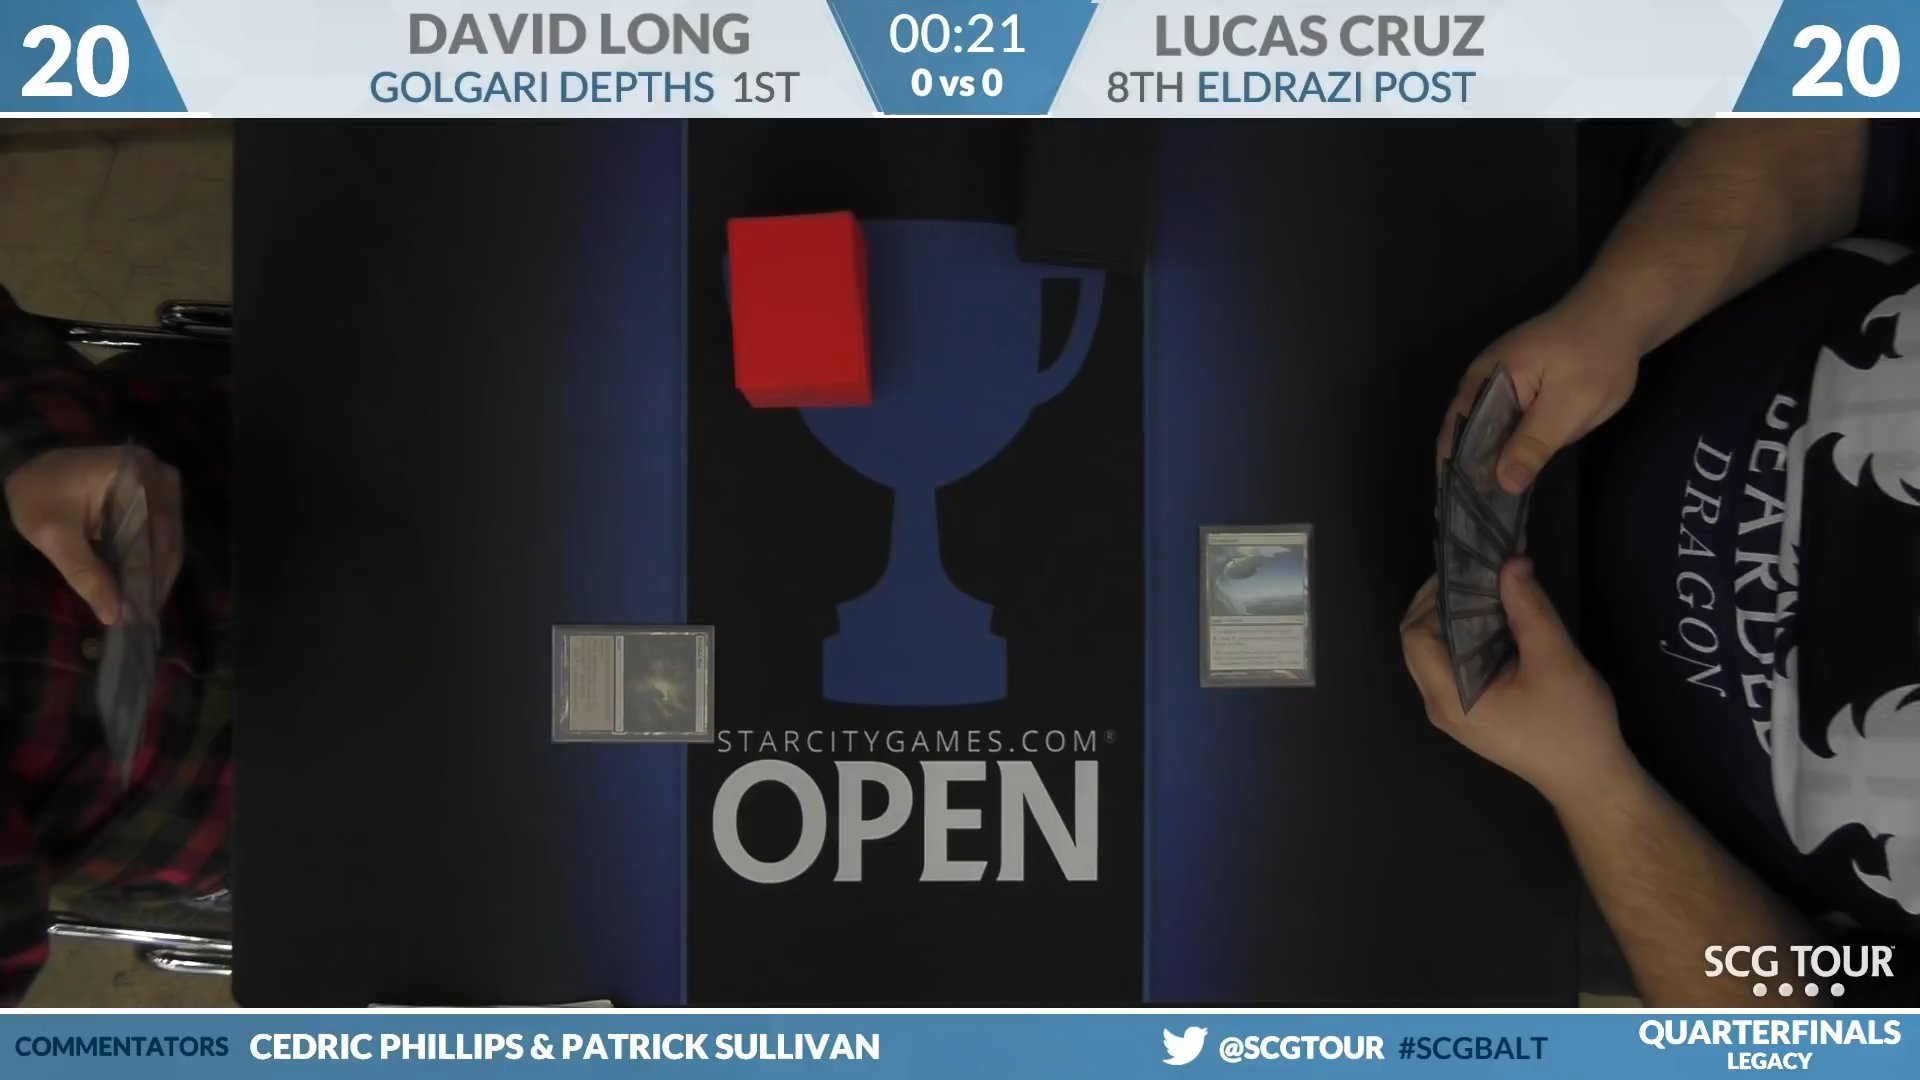 20
DAVID LONG
GOLGARI DEPTHS 1ST
00:21
0 vs 0
LUCAS CRUZ
8TH ELDRAZI POST
20
STARCITYGAMES.COM®
OPEN
DRAGON
SCG TOUR™
COMMENTATORS CEDRIC PHILLIPS & PATRICK SULLIVAN
@SCGTOUR #SCGBALT
QUARTERFINALS
LEGACY